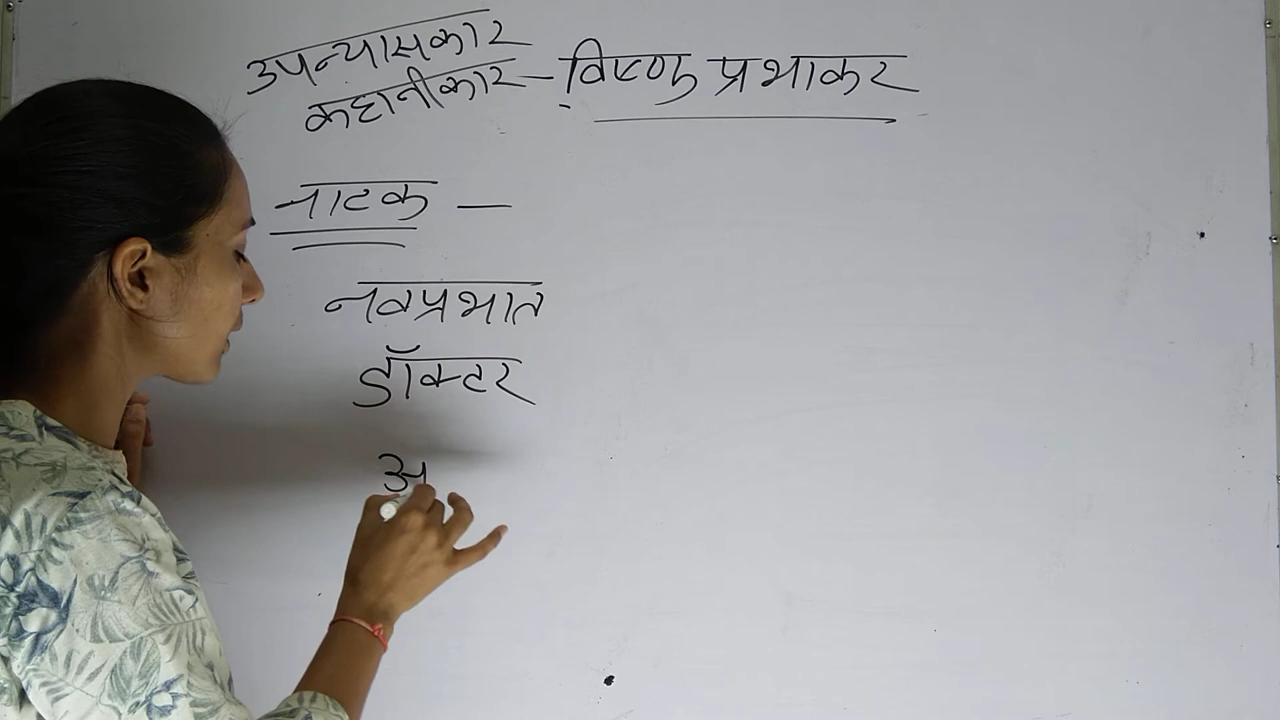 उपन्यासकार
कहानीकार – विष्णु प्रभाकर
नाटक –
नवप्रभात
डॉक्टर
अ